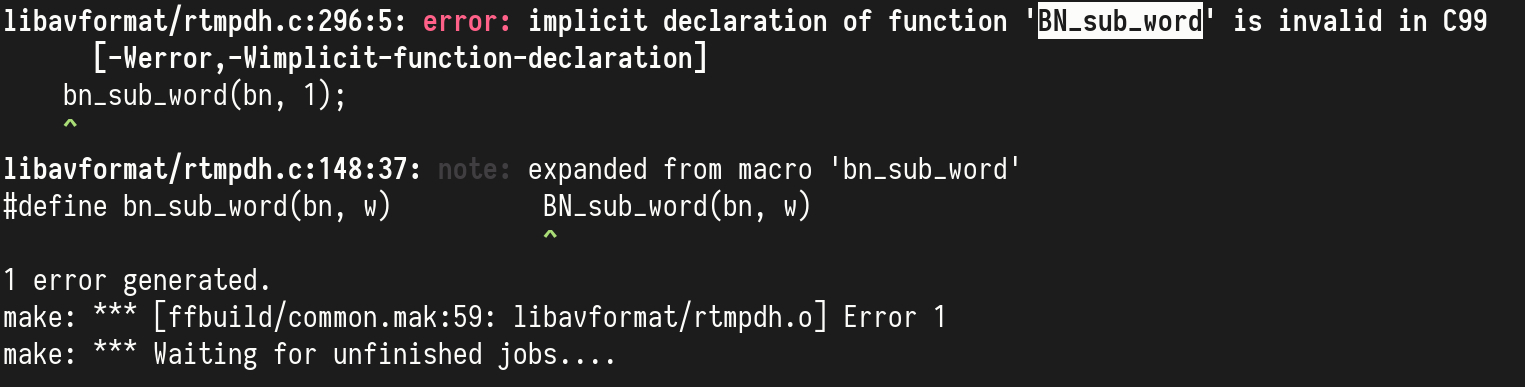 libavformat/rtmpdh.c:296:5: error: implicit declaration of function 'BN_sub_word' is invalid in C99
      [-Werror,-Wimplicit-function-declaration]
    bn_sub_word(bn, 1);
    ^
libavformat/rtmpdh.c:148:37: note: expanded from macro 'bn_sub_word'
#define bn_sub_word(bn, w)          BN_sub_word(bn, w)
                                    ^
1 error generated.
make: *** [ffbuild/common.mak:59: libavformat/rtmpdh.o] Error 1
make: *** Waiting for unfinished jobs....